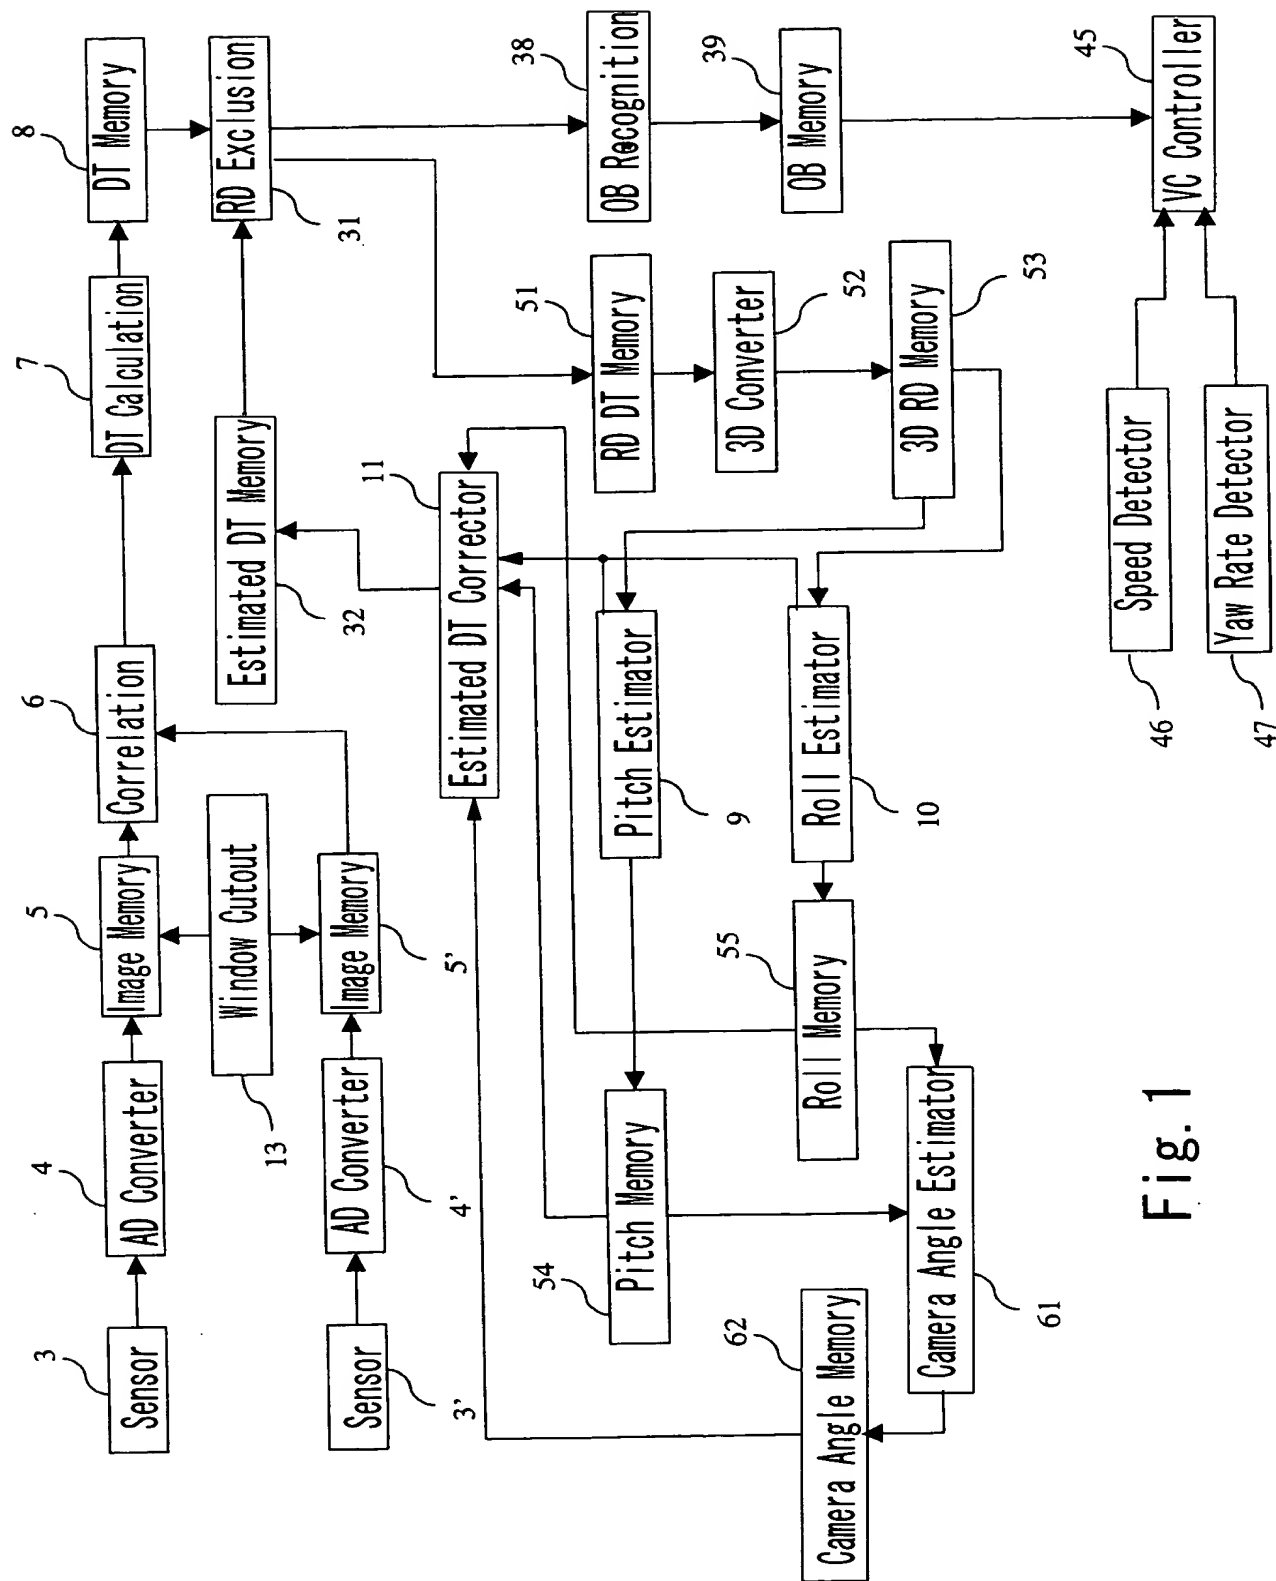 3
Sensor
4
AD Converter
5
Image Memory
6
Correlation
7
DT Calculation
8
DT Memory
13
Window Cutout
Estimated DT Memory
32
RD Exclusion
31
3'
Sensor
4'
AD Converter
5'
Image Memory
11
Estimated DT Corrector
54
Pitch Memory
Pitch Estimator
9
51
RD DT Memory
38
OB Recognition
3D Converter
52
39
OB Memory
62
Camera Angle Memory
55
Roll Memory
Roll Estimator
10
3D RD Memory
53
Camera Angle Estimator
61
46
Speed Detector
45
VC Controller
47
Yaw Rate Detector
Fig. 1